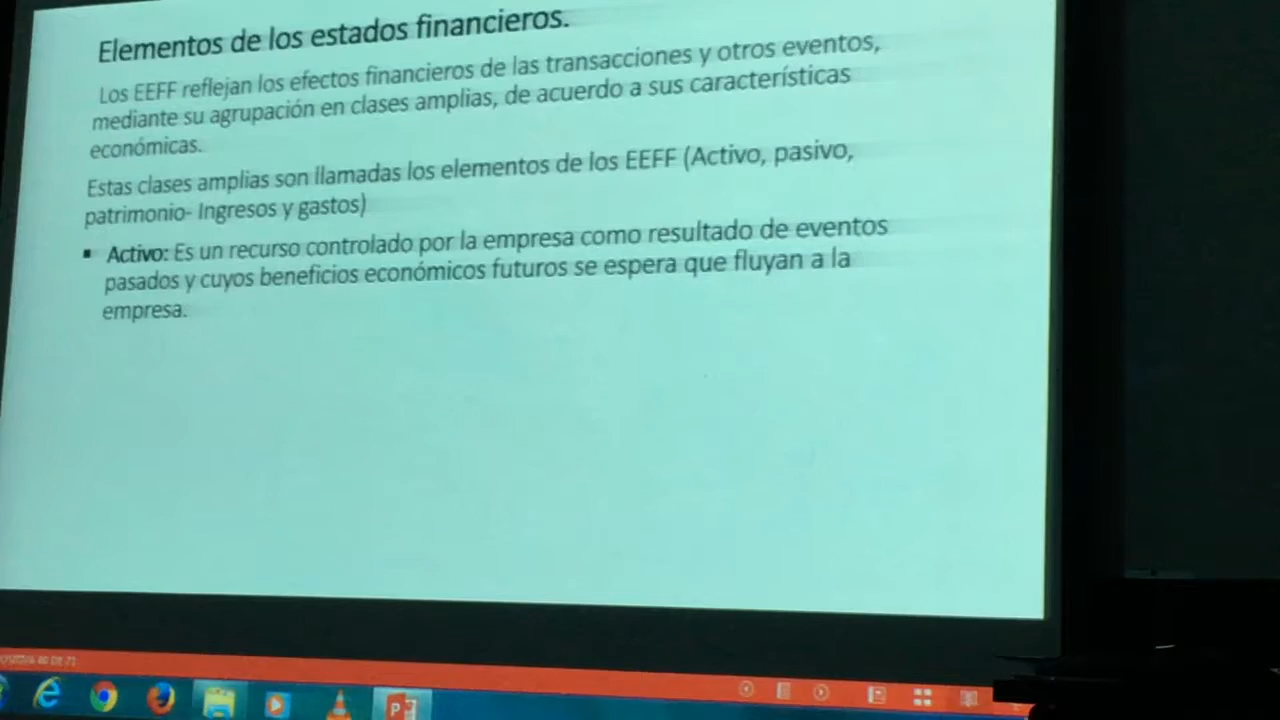 Elementos de los estados financieros.
Los EEFF reflejan los efectos financieros de las transacciones y otros eventos,
mediante su agrupación en clases amplias, de acuerdo a sus características
económicas.
Estas clases amplias son llamadas los elementos de los EEFF (Activo, pasivo,
patrimonio- Ingresos y gastos)
▪ Activo: Es un recurso controlado por la empresa como resultado de eventos
pasados y cuyos beneficios económicos futuros se espera que fluyan a la
empresa.